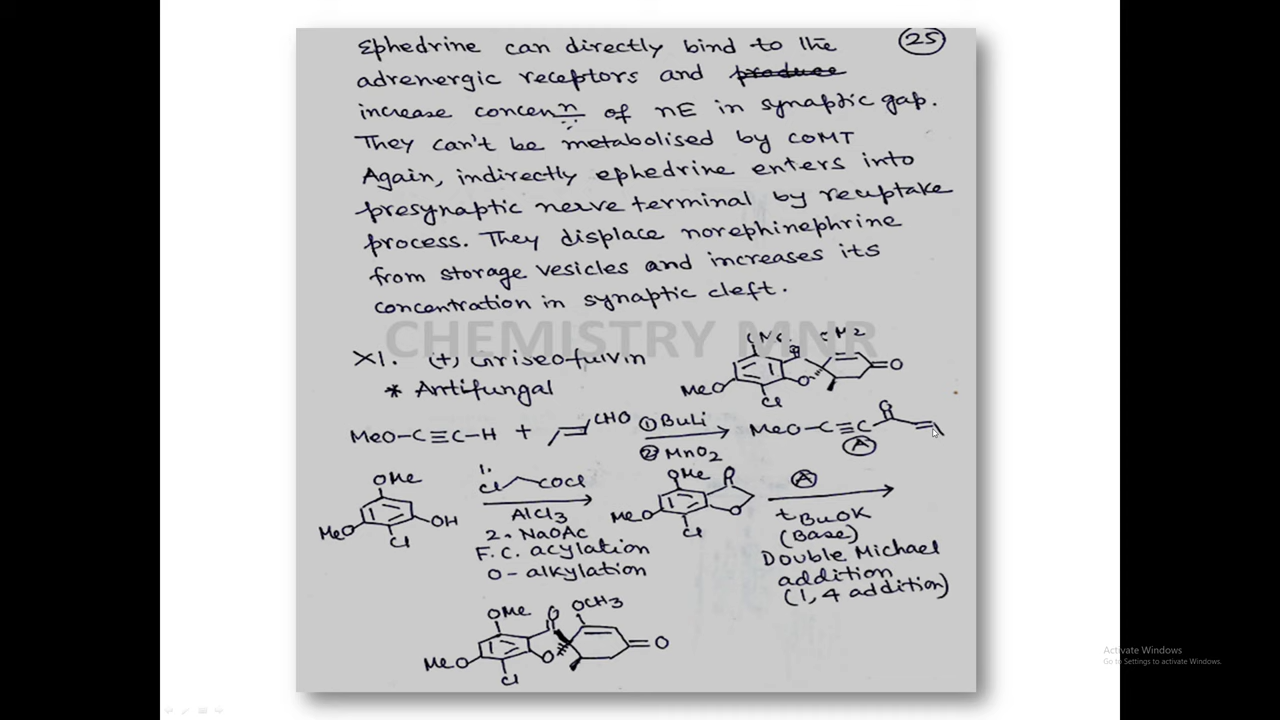 25
Ephedrine can directly bind to the
adrenergic receptors and produce
increase concen n of nE in synaptic gap.
They can't be metabolised by COMT
Again, indirectly ephedrine enters into
presynaptic nerve terminal by recuptake
process. They displace norephinephrine
from storage vesicles and increases its
concentration in synaptic cleft.
CHEMISTRY MNR
XI. (+) Griseofulvin
* Antifungal
MeO O O
Cl
MeO-C≡C-H + CHO ① BuLi MeO-C≡C O
② MnO2 A
OMe 1. Cl COCl OMe O A
MeO OH AlCl3 MeO O tBuOK
Cl 2. NaOAc Cl (Base)
F.C. acylation Double Michael
O-alkylation addition
(1,4 addition)
OMe O OCH3
MeO O O
Cl
Activate Windows
Go to Settings to activate Windows.